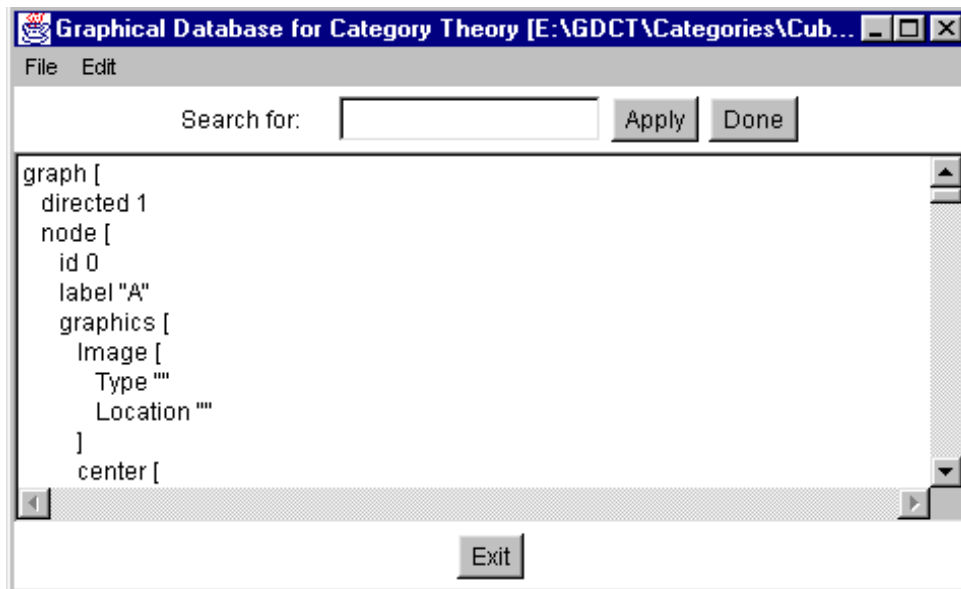 Graphical Database for Category Theory [E:\GDCT\Categories\Cub...
File Edit
Search for: Apply Done
graph [
directed 1
node [
id 0
label "A"
graphics [
Image [
Type ""
Location ""
]
center [
Exit